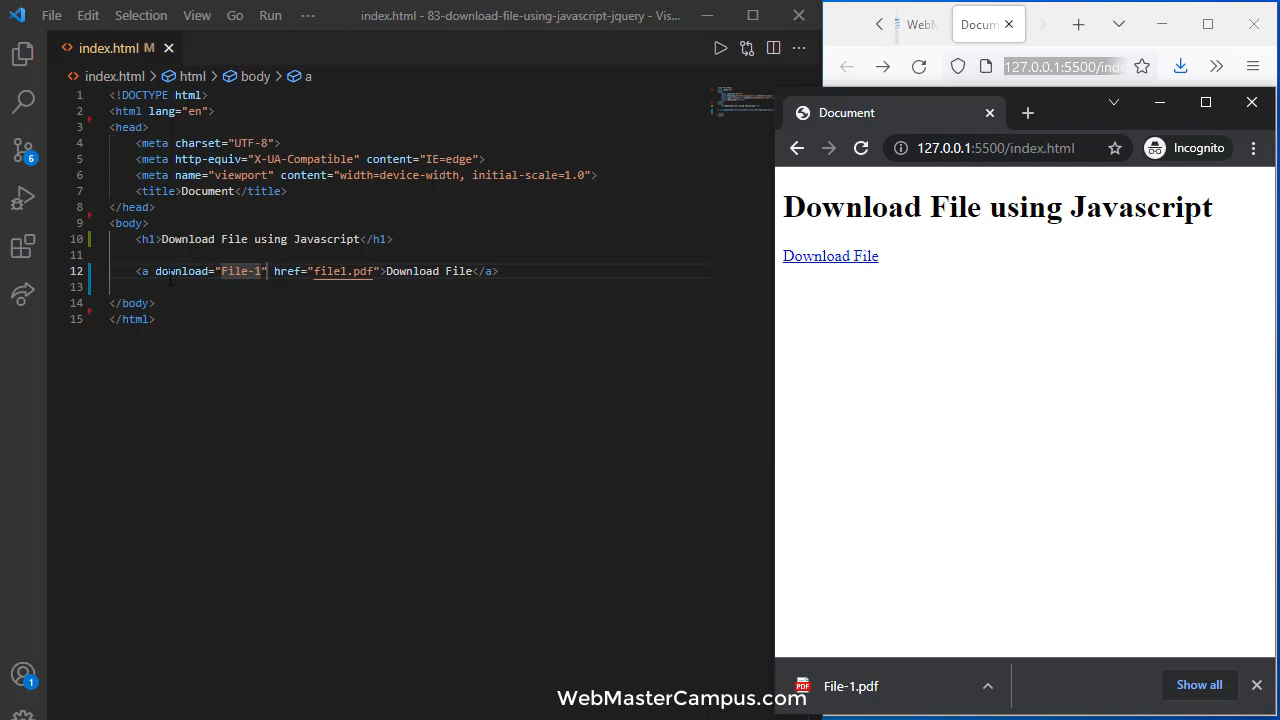 File Edit Selection View Go Run ··· index.html - 83-download-file-using-javascript-jquery - Vis...
index.html M
index.html > html > body > a
1 <!DOCTYPE html>
2 <html lang="en">
3 <head>
4 <meta charset="UTF-8">
5 <meta http-equiv="X-UA-Compatible" content="IE=edge">
6 <meta name="viewport" content="width=device-width, initial-scale=1.0">
7 <title>Document</title>
8 </head>
9 <body>
10 <h1>Download File using Javascript</h1>
11
12 <a download="File-1" href="file1.pdf">Download File</a>
13
14 </body>
15 </html>
6
1
WebM Docum
127.0.0.1:5500/inde
Document
127.0.0.1:5500/index.html Incognito
Download File using Javascript
Download File
File-1.pdf Show all
WebMasterCampus.com